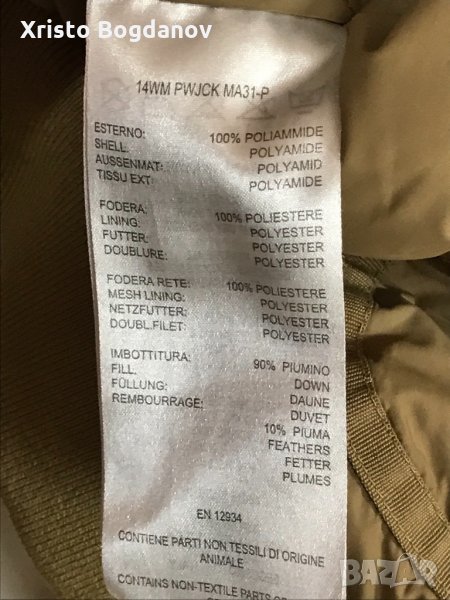 Xristo Bogdanov
14WM PWJCK MA31-P
ESTERNO: 100% POLIAMMIDE
SHELL. POLYAMIDE
AUSSENMAT: POLYAMID
TISSU EXT: POLYAMIDE
FODERA: 100% POLIESTERE
LINING: POLYESTER
FUTTER: POLYESTER
DOUBLURE: POLYESTER
FODERA RETE: 100% POLIESTERE
MESH LINING: POLYESTER
NETZFUTTER: POLYESTER
DOUBL.FILET: POLYESTER
IMBOTTITURA: 90% PIUMINO
FILL. DOWN
FÜLLUNG: DAUNE
REMBOURRAGE: DUVET
10% PIUMA
FEATHERS
FETTER
PLUMES
EN 12934
CONTIENE PARTI NON TESSILI DI ORIGINE
ANIMALE
CONTAINS NON-TEXTILE PARTS
BAZAR